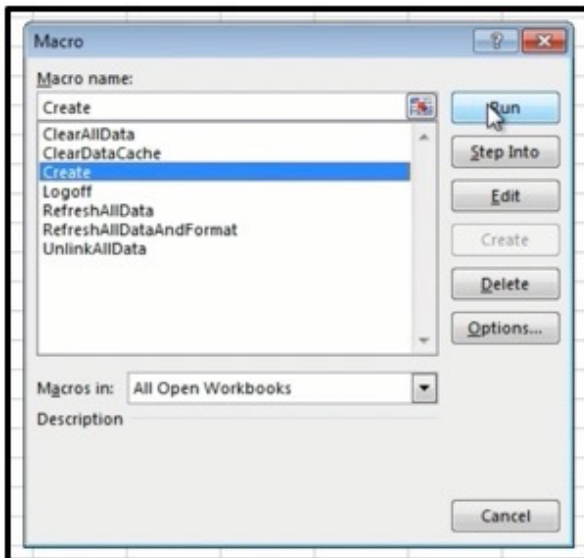 Macro
Macro name:
Create
Run
ClearAllData
ClearDataCache
Create
Logoff
RefreshAllData
RefreshAllDataAndFormat
UnlinkAllData
Step Into
Edit
Create
Delete
Options...
Macros in: All Open Workbooks
Description
Cancel